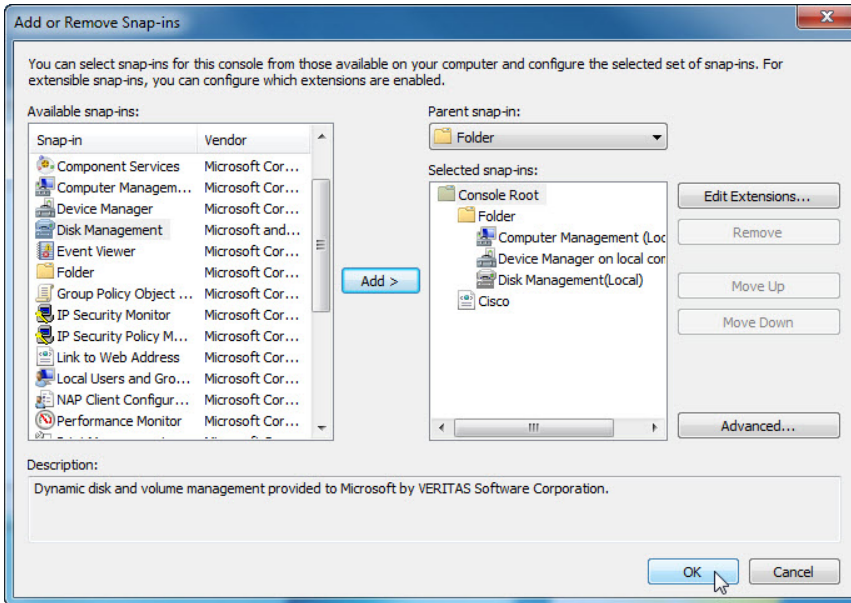 Add or Remove Snap-ins
You can select snap-ins for this console from those available on your computer and configure the selected set of snap-ins. For
extensible snap-ins, you can configure which extensions are enabled.
Available snap-ins:
Snap-in Vendor
Component Services Microsoft Cor...
Computer Managem... Microsoft Cor...
Device Manager Microsoft Cor...
Disk Management Microsoft and...
Event Viewer Microsoft Cor...
Folder Microsoft Cor...
Group Policy Object ... Microsoft Cor...
IP Security Monitor Microsoft Cor...
IP Security Policy M... Microsoft Cor...
Link to Web Address Microsoft Cor...
Local Users and Gro... Microsoft Cor...
NAP Client Configur... Microsoft Cor...
Performance Monitor Microsoft Cor...
Add >
Parent snap-in:
Folder
Selected snap-ins:
Console Root
Folder
Computer Management (Loc
Device Manager on local cor
Disk Management(Local)
Cisco
Edit Extensions...
Remove
Move Up
Move Down
Advanced...
Description:
Dynamic disk and volume management provided to Microsoft by VERITAS Software Corporation.
OK Cancel